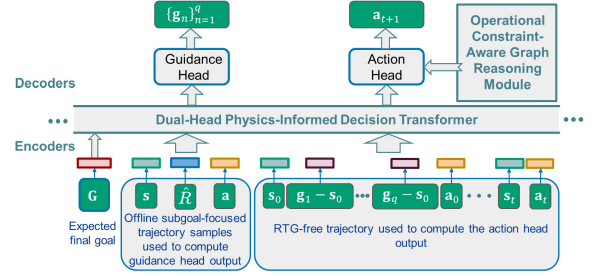 {g_n}^q_{n=1}
a_{t+1}
Operational
Constraint-
Aware Graph
Reasoning
Module
Guidance
Head
Action
Head
Decoders
••• Dual-Head Physics-Informed Decision Transformer •••
Encoders
G
s R̂ a
s_0 g_1 − s_0 ••• g_q − s_0 a_0 • • • s_t a_t
Expected
final goal
Offline subgoal-focused
trajectory samples
used to compute
guidance head output
RTG-free trajectory used to compute the action head
output